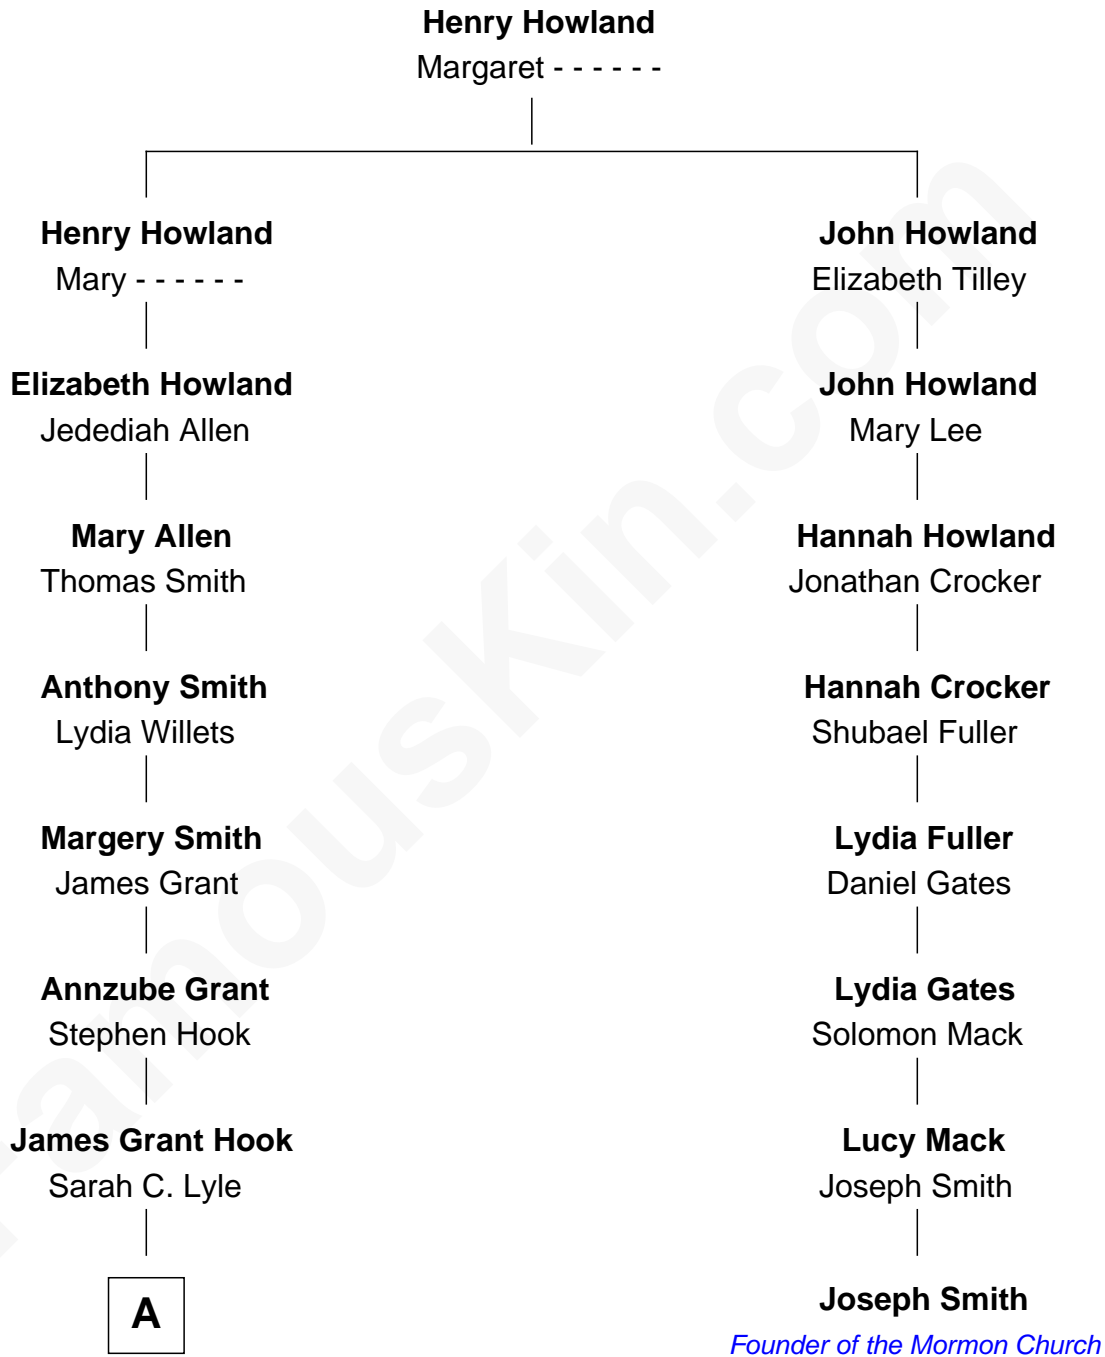 Henry Howland
Margaret - - - - - -
Henry Howland
Mary - - - - - -
John Howland
Elizabeth Tilley
Elizabeth Howland
Jedediah Allen
John Howland
Mary Lee
Mary Allen
Thomas Smith
Hannah Howland
Jonathan Crocker
Anthony Smith
Lydia Willets
Hannah Crocker
Shubael Fuller
Margery Smith
James Grant
Lydia Fuller
Daniel Gates
Annzube Grant
Stephen Hook
Lydia Gates
Solomon Mack
James Grant Hook
Sarah C. Lyle
Lucy Mack
Joseph Smith
A
Joseph Smith
Founder of the Mormon Church
FamousKin.com